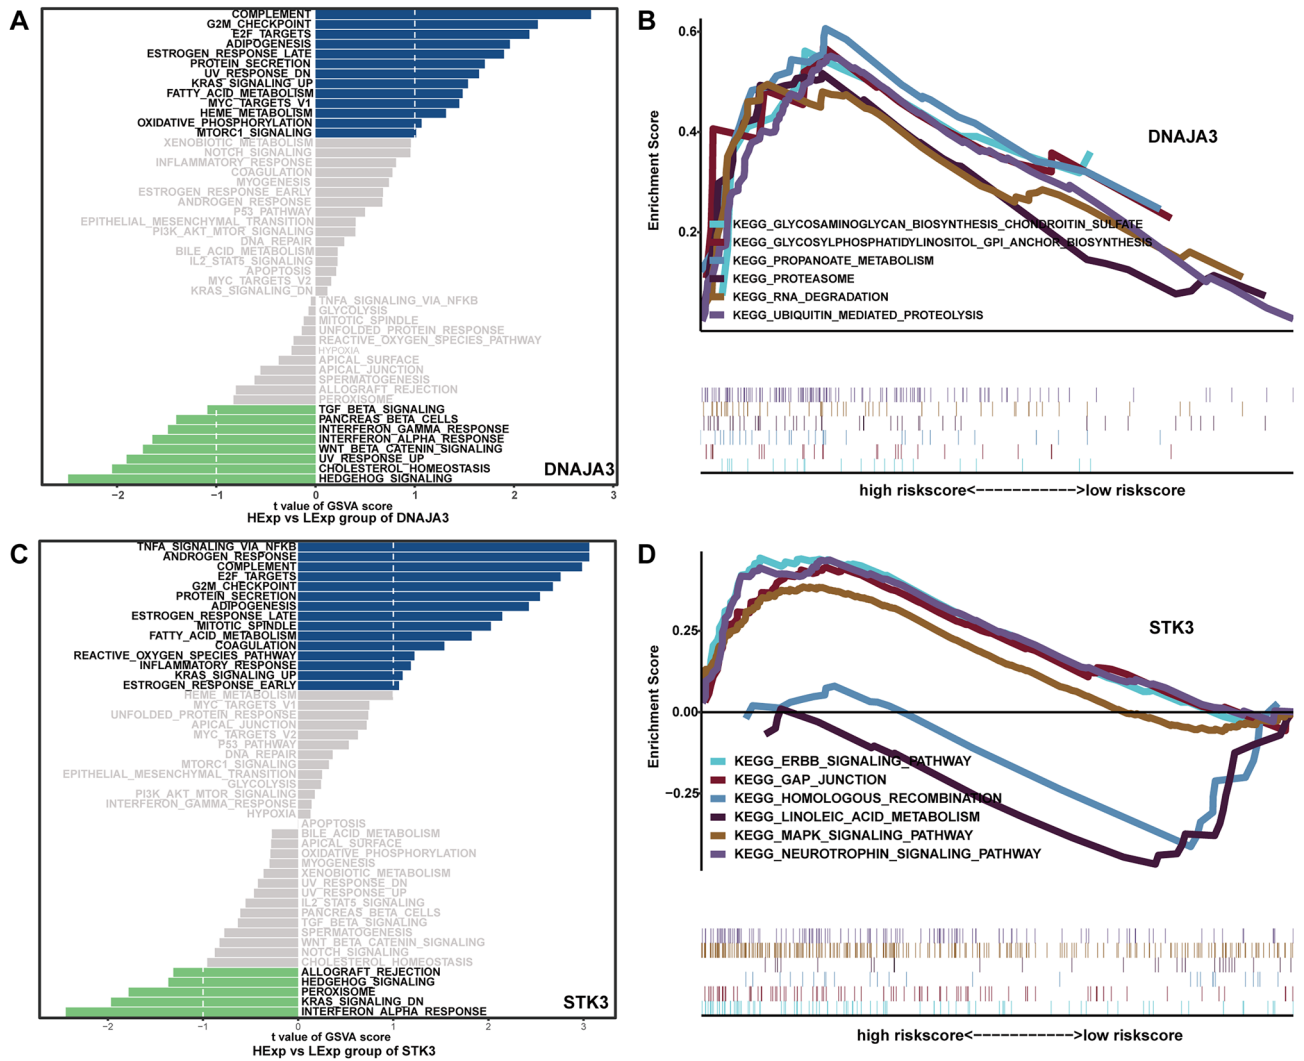 A
COMPLEMENT
G2M_CHECKPOINT
E2F_TARGETS
ADIPOGENESIS
ESTROGEN_RESPONSE_LATE
PROTEIN_SECRETION
UV_RESPONSE_DN
KRAS_SIGNALING_UP
FATTY_ACID_METABOLISM
MYC_TARGETS_V1
HEME_METABOLISM
OXIDATIVE_PHOSPHORYLATION
MTORC1_SIGNALING
XENOBIOTIC_METABOLISM
NOTCH_SIGNALING
INFLAMMATORY_RESPONSE
COAGULATION
MYOGENESIS
ESTROGEN_RESPONSE_EARLY
ANDROGEN_RESPONSE
P53_PATHWAY
EPITHELIAL_MESENCHYMAL_TRANSITION
PI3K_AKT_MTOR_SIGNALING
DNA_REPAIR
BILE_ACID_METABOLISM
IL2_STAT5_SIGNALING
APOPTOSIS
MYC_TARGETS_V2
KRAS_SIGNALING_DN
TNFA_SIGNALING_VIA_NFKB
GLYCOLYSIS
MITOTIC_SPINDLE
UNFOLDED_PROTEIN_RESPONSE
REACTIVE_OXYGEN_SPECIES_PATHWAY
HYPOXIA
APICAL_SURFACE
APICAL_JUNCTION
SPERMATOGENESIS
ALLOGRAFT_REJECTION
PEROXISOME
TGF_BETA_SIGNALING
PANCREAS_BETA_CELLS
INTERFERON_GAMMA_RESPONSE
INTERFERON_ALPHA_RESPONSE
WNT_BETA_CATENIN_SIGNALING
UV_RESPONSE_UP
CHOLESTEROL_HOMEOSTASIS
HEDGEHOG_SIGNALING
DNAJA3
−2 −1 0 1 2 3
t value of GSVA score
HExp vs LExp group of DNAJA3
B
0.6
0.4
0.2
Enrichment Score
DNAJA3
KEGG_GLYCOSAMINOGLYCAN_BIOSYNTHESIS_CHONDROITIN_SULFATE
KEGG_GLYCOSYLPHOSPHATIDYLINOSITOL_GPI_ANCHOR_BIOSYNTHESIS
KEGG_PROPANOATE_METABOLISM
KEGG_PROTEASOME
KEGG_RNA_DEGRADATION
KEGG_UBIQUITIN_MEDIATED_PROTEOLYSIS
high riskscore<-------------->low riskscore
C
TNFA_SIGNALING_VIA_NFKB
ANDROGEN_RESPONSE
COMPLEMENT
E2F_TARGETS
G2M_CHECKPOINT
PROTEIN_SECRETION
ADIPOGENESIS
ESTROGEN_RESPONSE_LATE
MITOTIC_SPINDLE
FATTY_ACID_METABOLISM
COAGULATION
REACTIVE_OXYGEN_SPECIES_PATHWAY
INFLAMMATORY_RESPONSE
KRAS_SIGNALING_UP
ESTROGEN_RESPONSE_EARLY
HEME_METABOLISM
MYC_TARGETS_V1
UNFOLDED_PROTEIN_RESPONSE
APICAL_JUNCTION
MYC_TARGETS_V2
P53_PATHWAY
DNA_REPAIR
MTORC1_SIGNALING
EPITHELIAL_MESENCHYMAL_TRANSITION
GLYCOLYSIS
PI3K_AKT_MTOR_SIGNALING
INTERFERON_GAMMA_RESPONSE
HYPOXIA
APOPTOSIS
BILE_ACID_METABOLISM
APICAL_SURFACE
OXIDATIVE_PHOSPHORYLATION
MYOGENESIS
XENOBIOTIC_METABOLISM
UV_RESPONSE_DN
UV_RESPONSE_UP
IL2_STAT5_SIGNALING
PANCREAS_BETA_CELLS
TGF_BETA_SIGNALING
SPERMATOGENESIS
WNT_BETA_CATENIN_SIGNALING
NOTCH_SIGNALING
CHOLESTEROL_HOMEOSTASIS
ALLOGRAFT_REJECTION
HEDGEHOG_SIGNALING
PEROXISOME
KRAS_SIGNALING_DN
INTERFERON_ALPHA_RESPONSE
STK3
−2 −1 0 1 2 3
t value of GSVA score
HExp vs LExp group of STK3
D
0.25
0.00
−0.25
Enrichment Score
STK3
KEGG_ERBB_SIGNALING_PATHWAY
KEGG_GAP_JUNCTION
KEGG_HOMOLOGOUS_RECOMBINATION
KEGG_LINOLEIC_ACID_METABOLISM
KEGG_MAPK_SIGNALING_PATHWAY
KEGG_NEUROTROPHIN_SIGNALING_PATHWAY
high riskscore<-------------->low riskscore